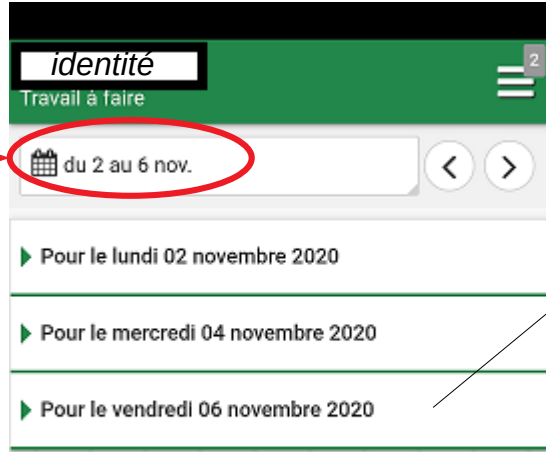 identité
2
Travail à faire
du 2 au 6 nov.
Pour le lundi 02 novembre 2020
Pour le mercredi 04 novembre 2020
Pour le vendredi 06 novembre 2020